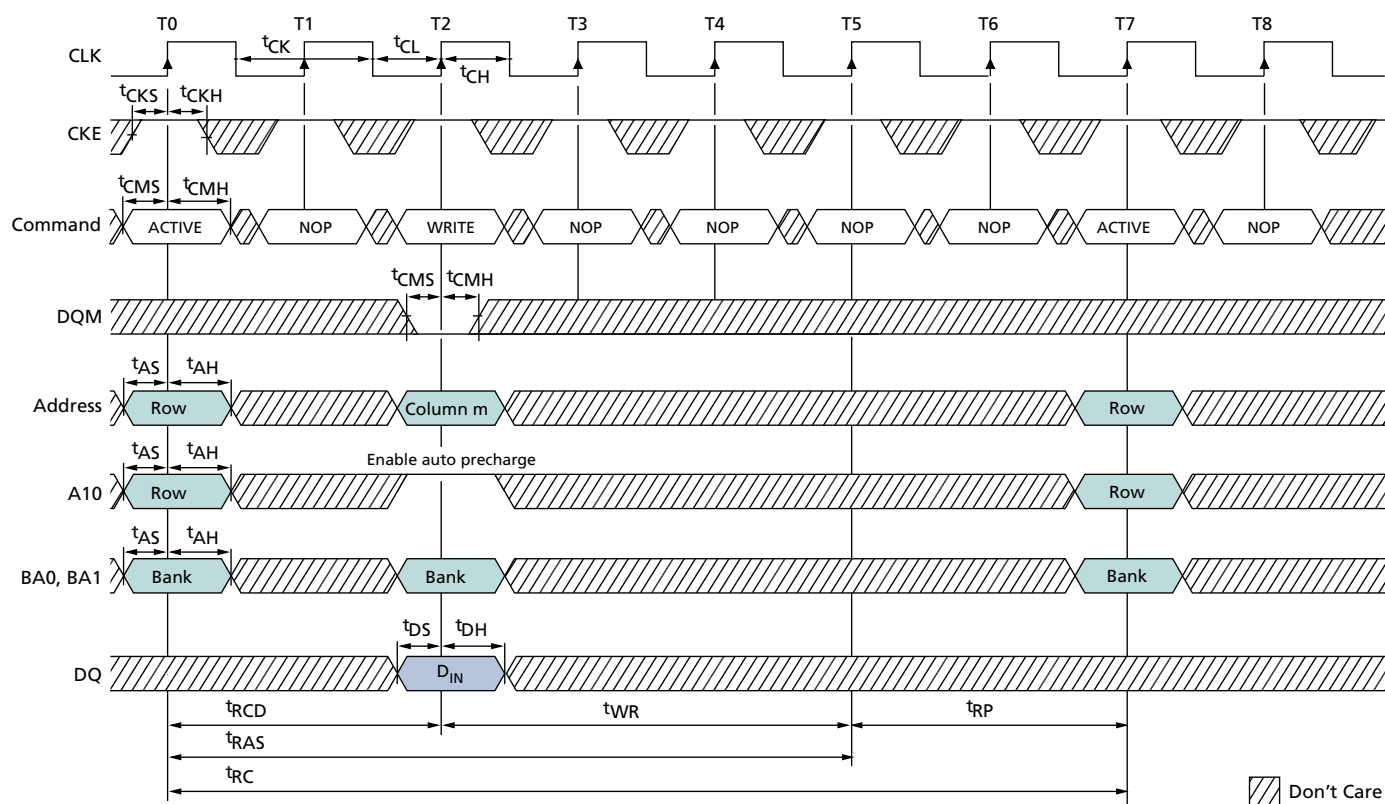 T0 T1 T2 T3 T4 T5 T6 T7 T8
CLK tCK tCL tCH
tCKS tCKH
CKE
tCMS tCMH
Command ACTIVE NOP WRITE NOP NOP NOP NOP ACTIVE NOP
tCMS tCMH
DQM
tAS tAH
Address Row Column m Row
tAS tAH Enable auto precharge
A10 Row Row
tAS tAH
BA0, BA1 Bank Bank Bank
tDS tDH
DQ DIN
tRCD tWR tRP
tRAS
tRC
Don't Care